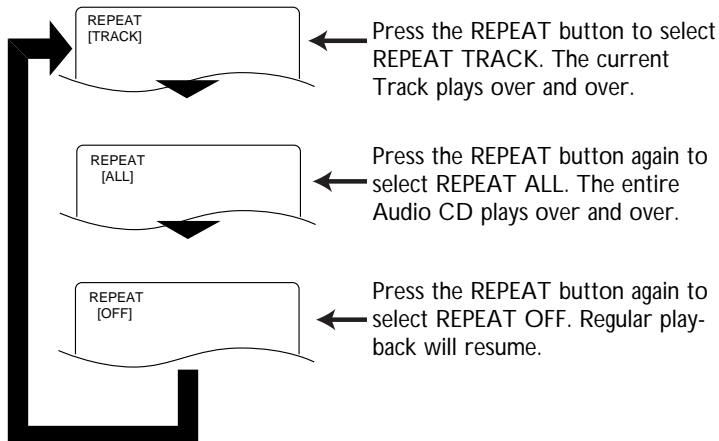 REPEAT
[TRACK]
Press the REPEAT button to select
REPEAT TRACK. The current
Track plays over and over.
REPEAT
[ALL]
Press the REPEAT button again to
select REPEAT ALL. The entire
Audio CD plays over and over.
REPEAT
[OFF]
Press the REPEAT button again to
select REPEAT OFF. Regular play-
back will resume.